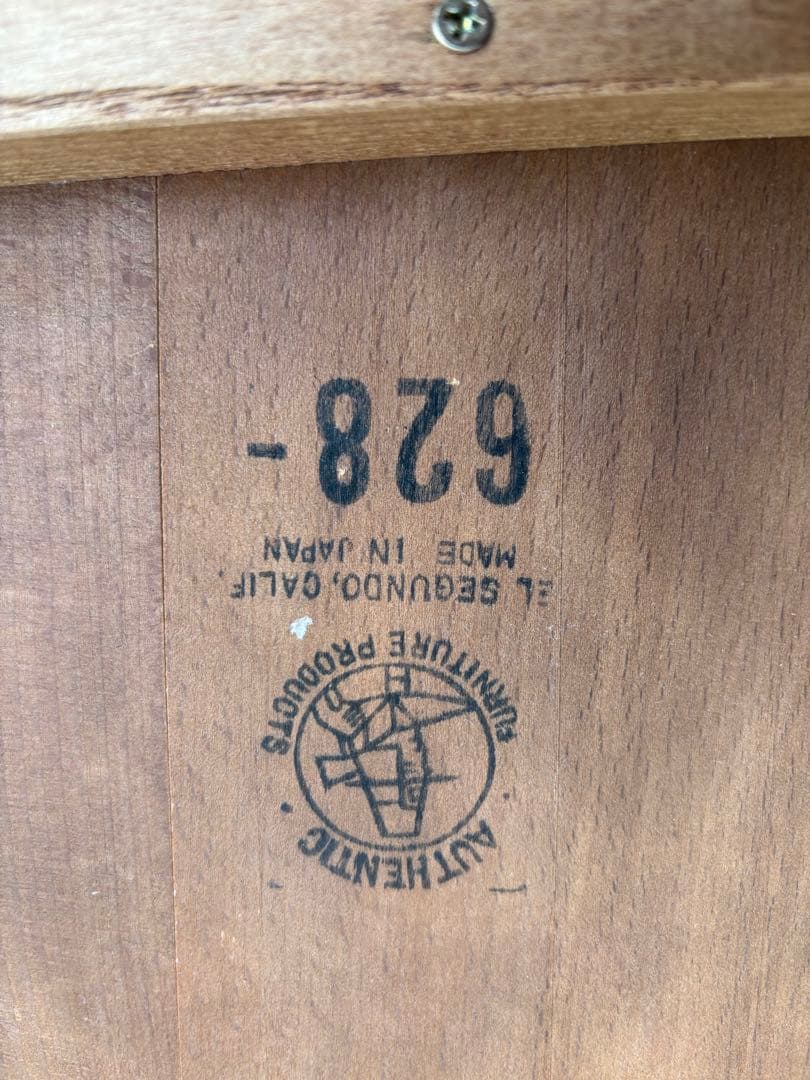 AUTHENTIC
FURNITURE PRODUCTS
EL SEGUNDO, CALIF.
MADE IN JAPAN
628-